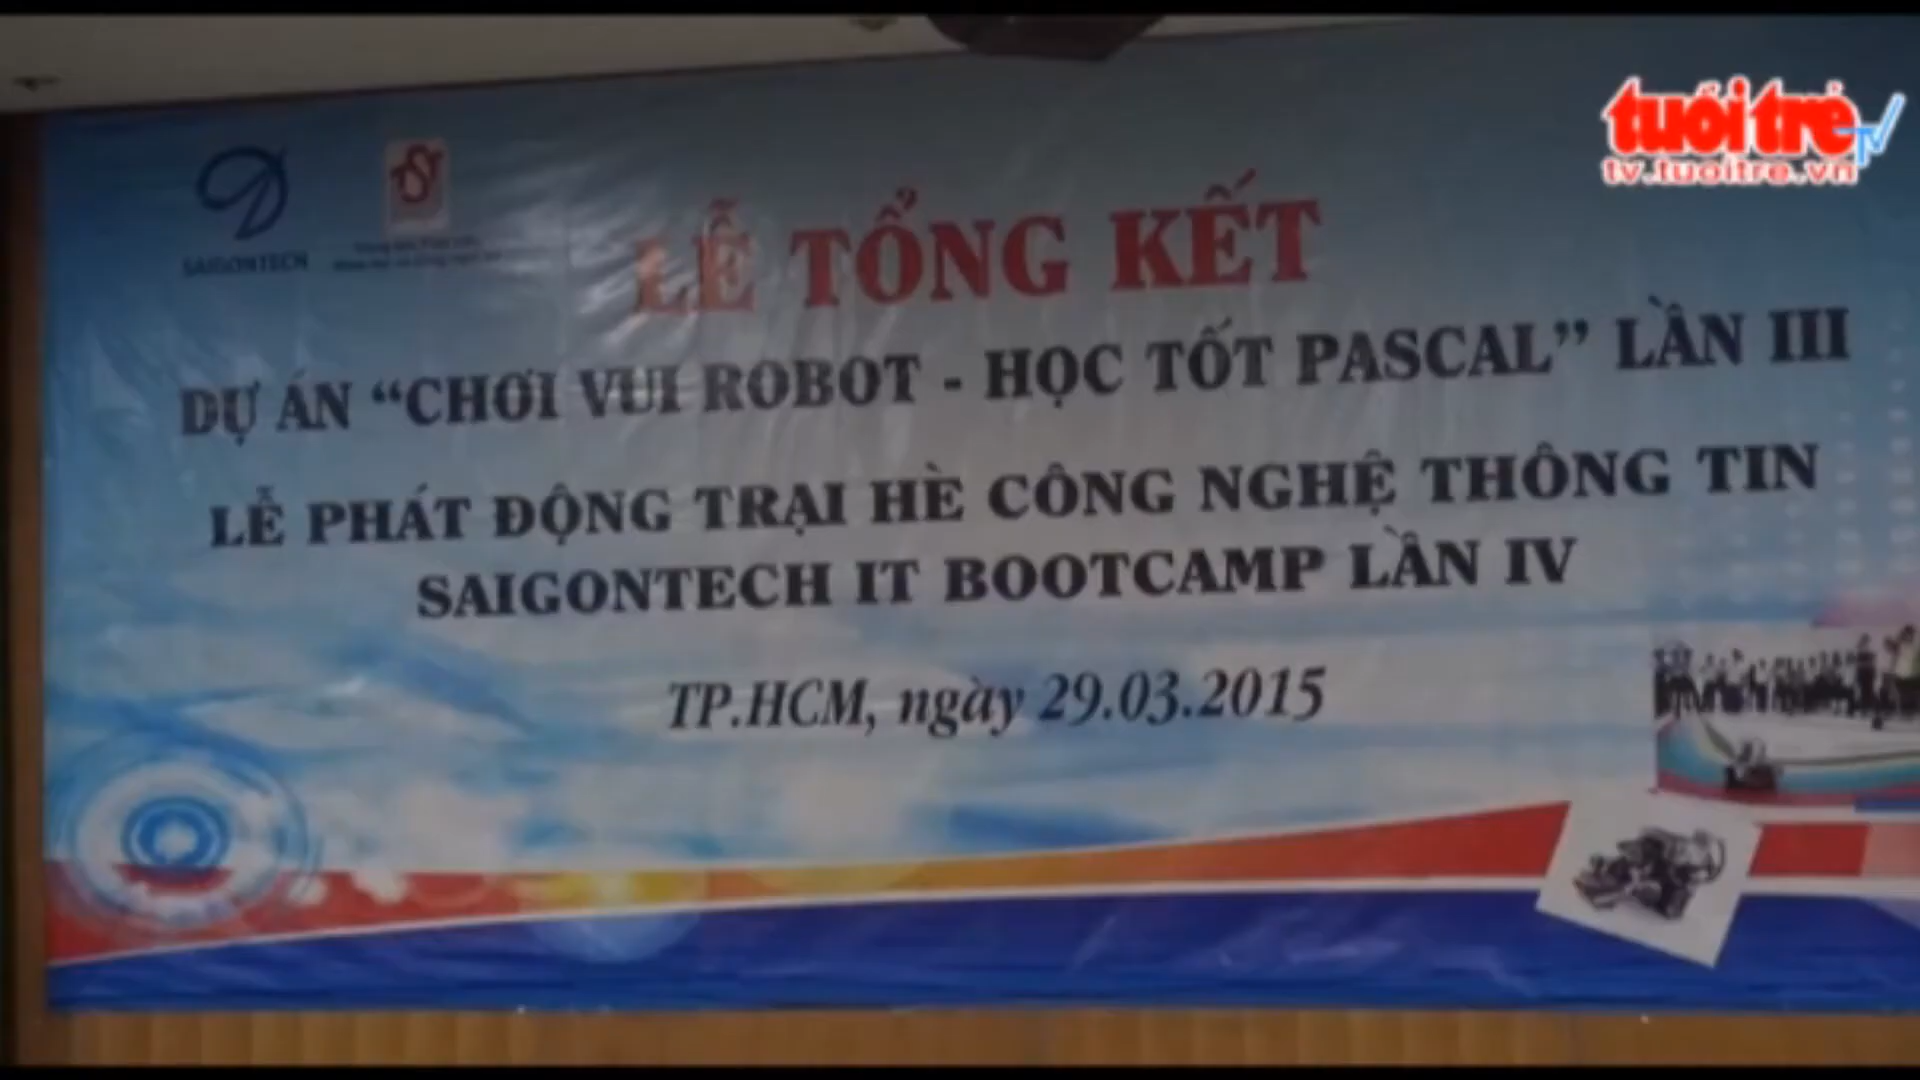 tuổi trẻ TV
tv.tuoitre.vn
SAIGONTECH
LỄ TỔNG KẾT
DỰ ÁN “CHƠI VUI ROBOT - HỌC TỐT PASCAL” LẦN III
LỄ PHÁT ĐỘNG TRẠI HÈ CÔNG NGHỆ THÔNG TIN
SAIGONTECH IT BOOTCAMP LẦN IV
TP.HCM, ngày 29.03.2015